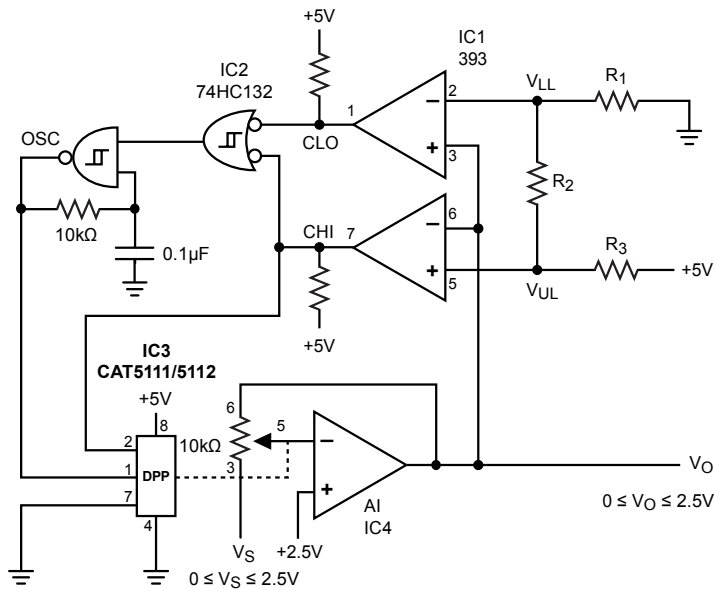 +5V
IC1
393
IC2
74HC132
VLL
R1
2
1
OSC
CLO
3
R2
CHI
7
6
10kΩ
0.1µF
R3
+5V
5
VUL
+5V
IC3
CAT5111/5112
+5V
8
6
5
2
10kΩ
1
DPP
3
VO
7
AI
IC4
0 ≤ VO ≤ 2.5V
4
VS
+2.5V
0 ≤ VS ≤ 2.5V